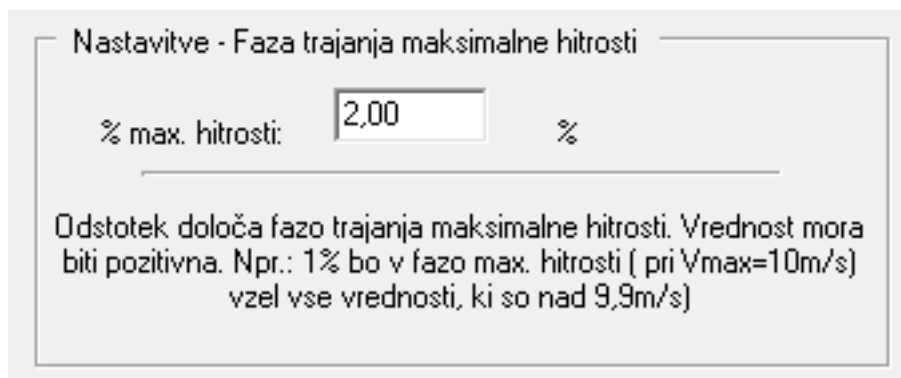 Nastavitve - Faza trajanja maksimalne hitrosti
% max. hitrosti: 2,00 %
Odstotek določa fazo trajanja maksimalne hitrosti. Vrednost mora
biti pozitivna. Npr.: 1% bo v fazo max. hitrosti ( pri Vmax=10m/s)
vzel vse vrednosti, ki so nad 9,9m/s)